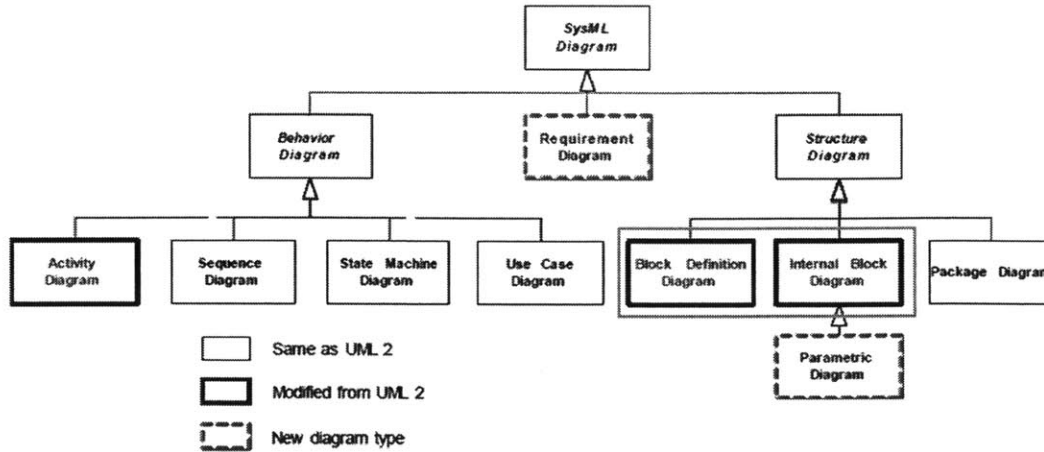 SysML
Diagram
Behavior
Diagram
Requirement
Diagram
Structure
Diagram
Activity
Diagram
Sequence
Diagram
State Machine
Diagram
Use Case
Diagram
Block Definition
Diagram
Internal Block
Diagram
Package Diagram
Parametric
Diagram
Same as UML 2
Modified from UML 2
New diagram type